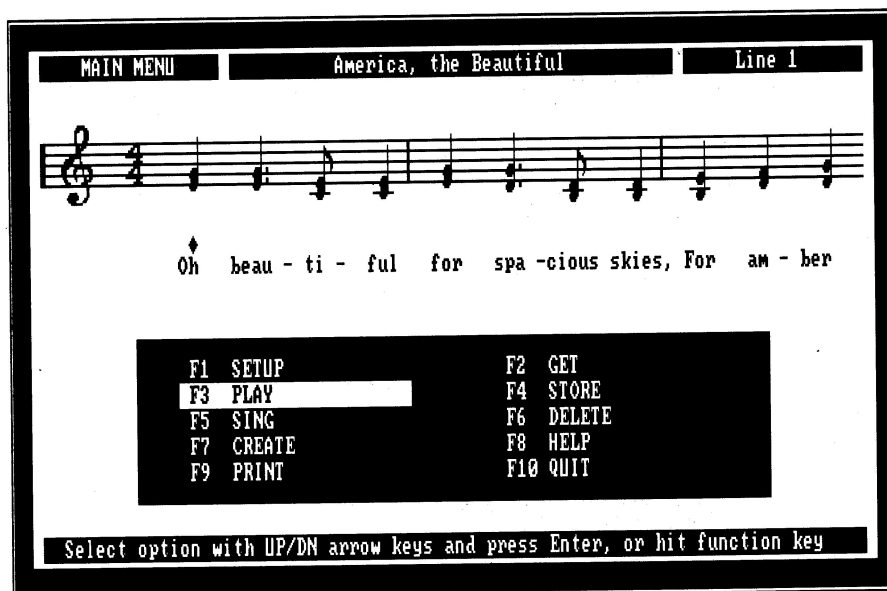 MAIN MENU America, the Beautiful Line 1
4
4
Oh beau - ti - ful for spa -cious skies, For am - ber
F1 SETUP F2 GET
F3 PLAY F4 STORE
F5 SING F6 DELETE
F7 CREATE F8 HELP
F9 PRINT F10 QUIT
Select option with UP/DN arrow keys and press Enter, or hit function key